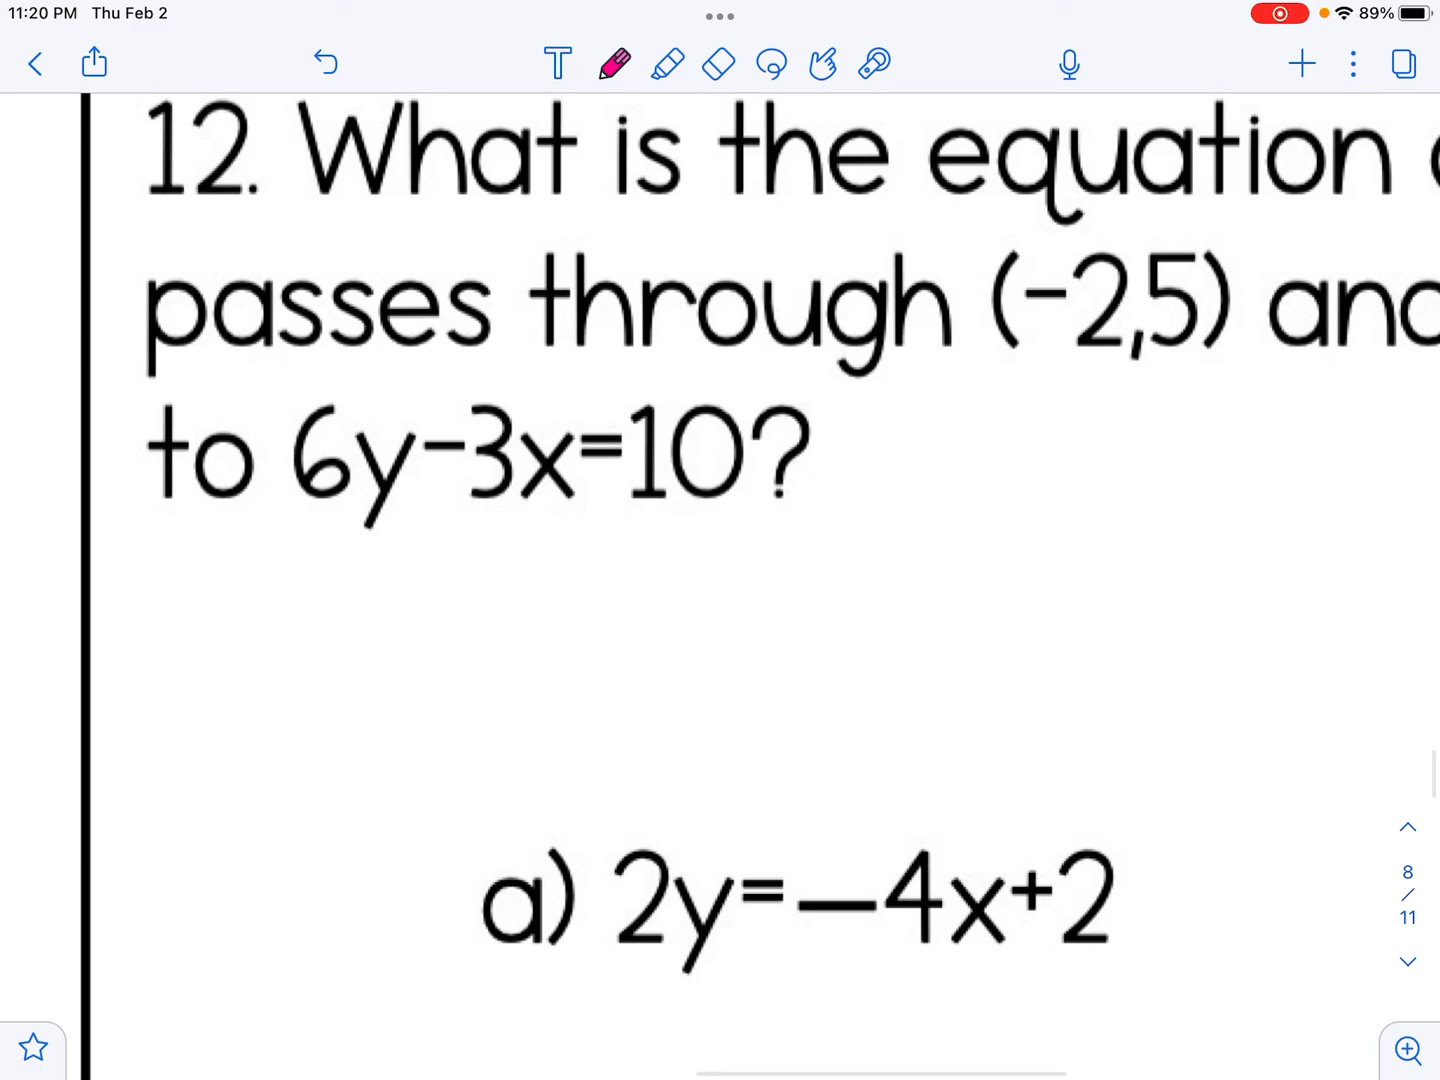 11:20 PM Thu Feb 2
89%
12. What is the equation
passes through (-2,5) and
to 6y-3x=10?
a) 2y=-4x+2
8
/
11